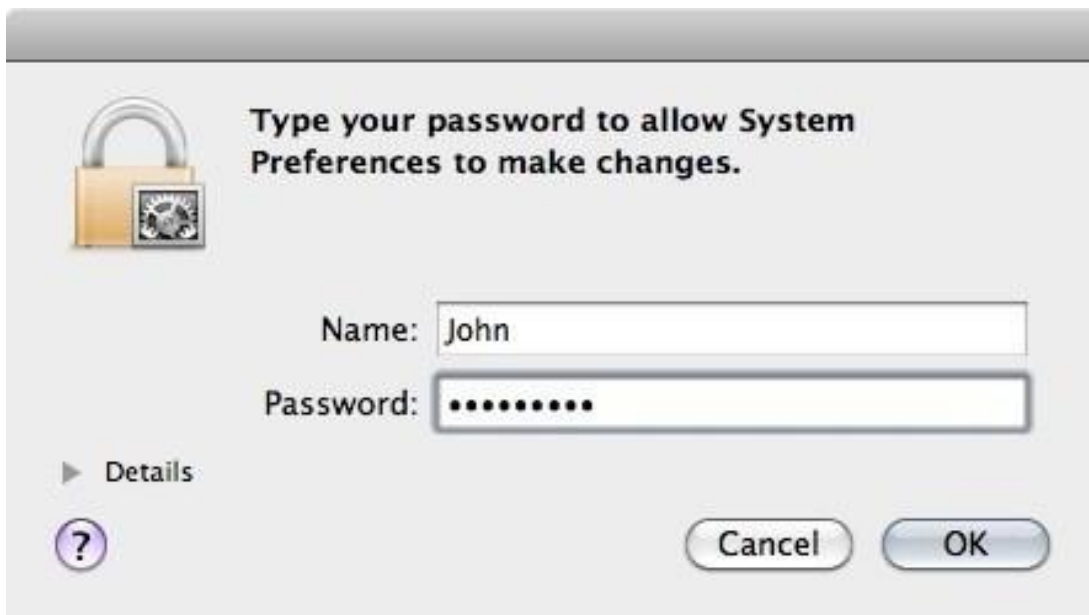 Type your password to allow System
Preferences to make changes.
Name: John
Password: •••••••••
Details
?
Cancel OK